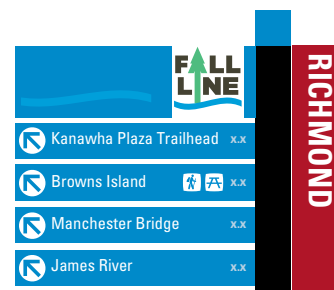 FALL
LINE
Kanawha Plaza Trailhead x.x
Browns Island x.x
Manchester Bridge x.x
James River x.x
RICHMOND